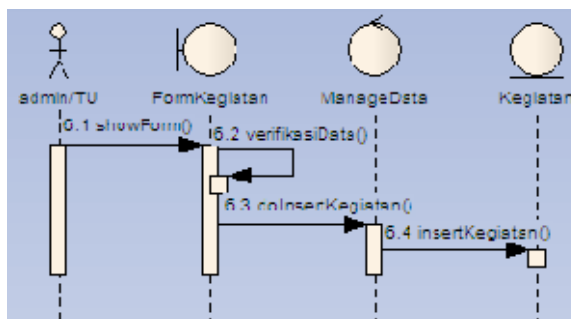 admin/TU
FormKegiatan
ManageData
Kegiatan
6.1 showForm()
6.2 verifikasiData()
6.3 coInsertKegiatan()
6.4 insertKegiatan()